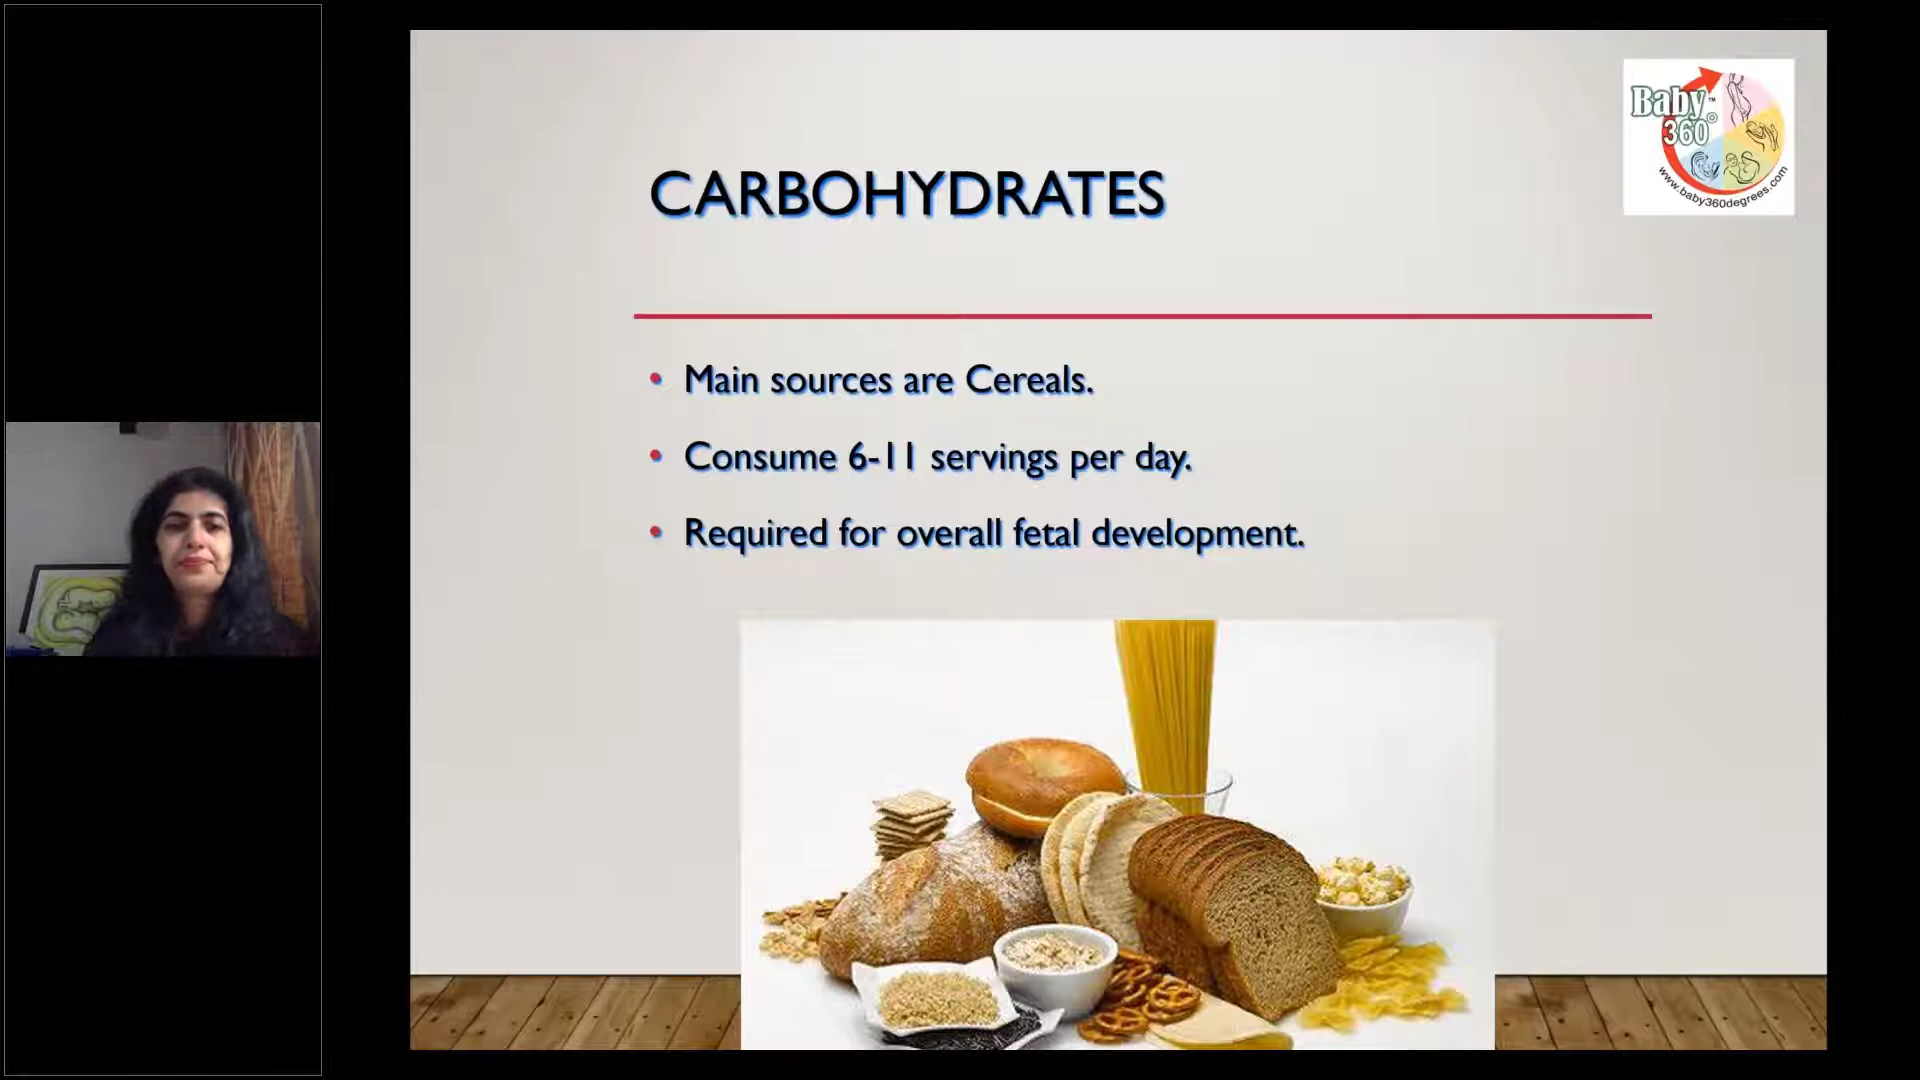 Baby™
360°
www.baby360degrees.com
CARBOHYDRATES
• Main sources are Cereals.
• Consume 6-11 servings per day.
• Required for overall fetal development.